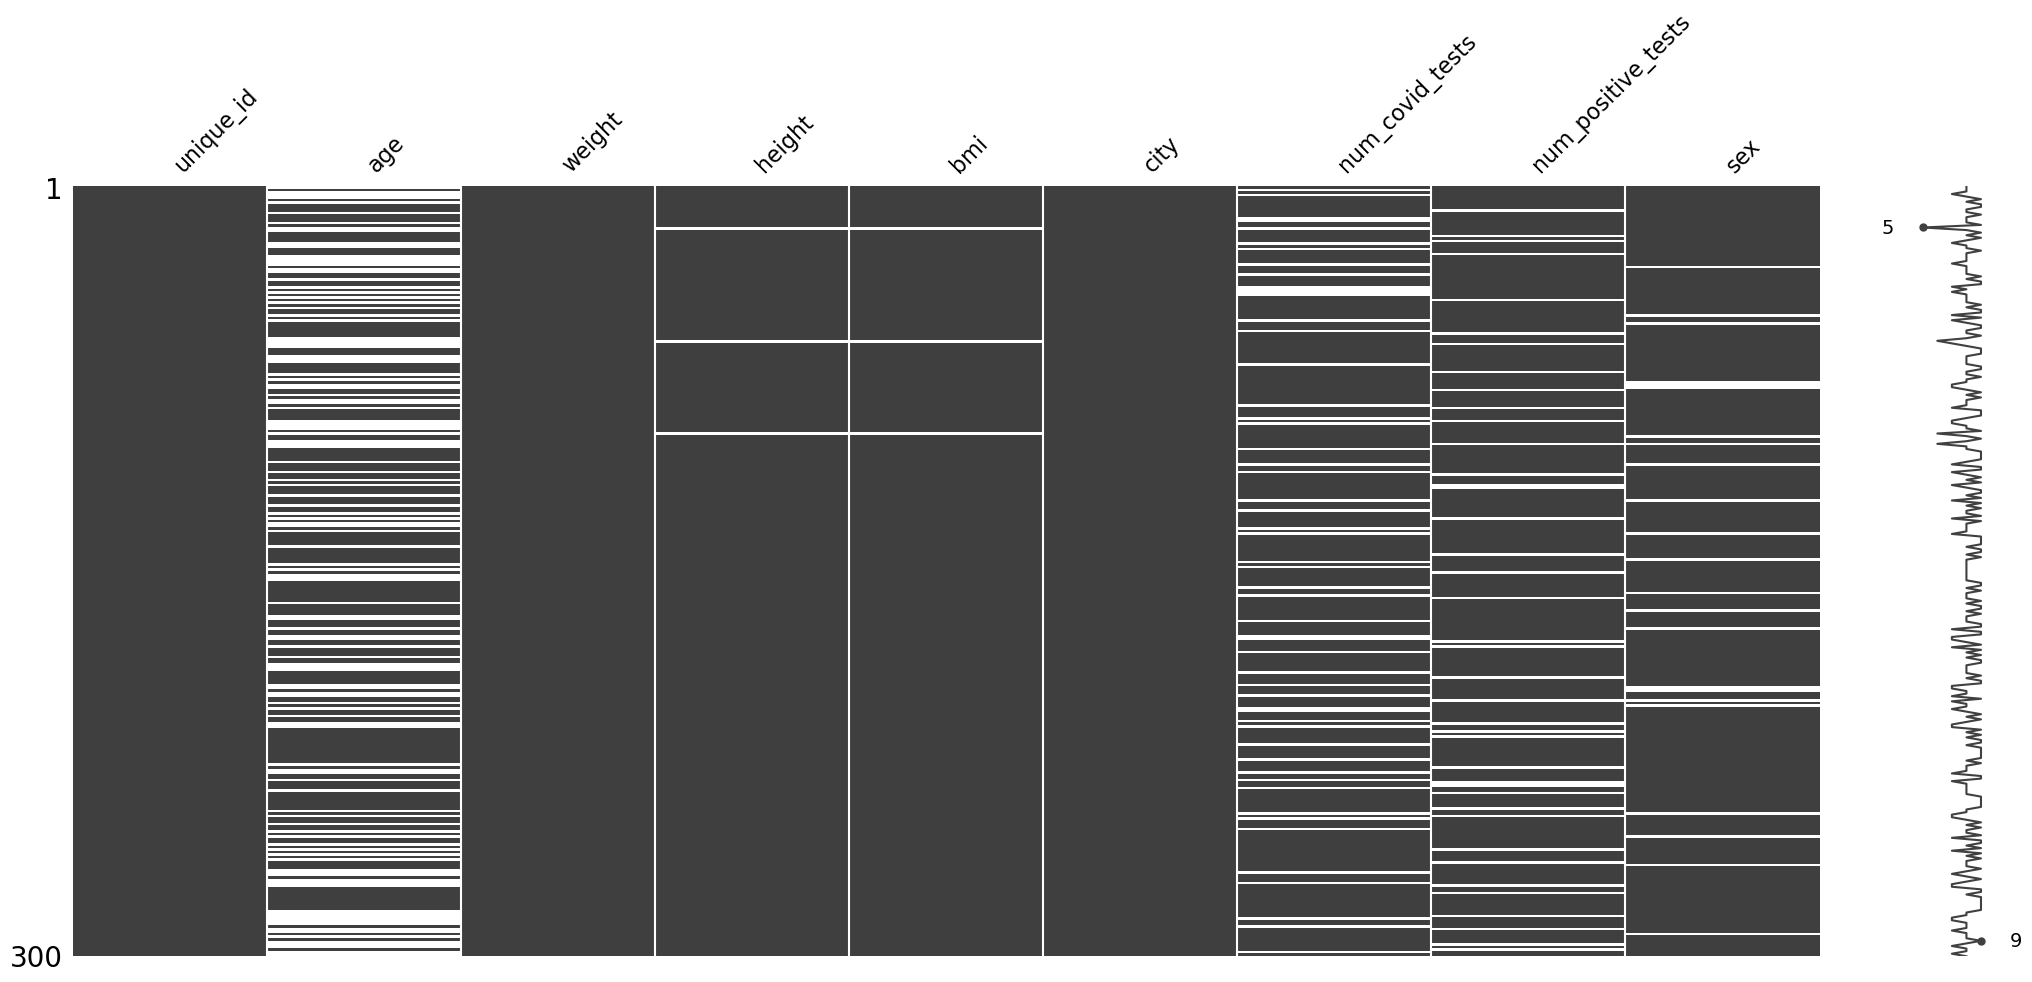 unique_id
age
weight
height
bmi
city
num_covid_tests
num_positive_tests
sex
1
5
300
9